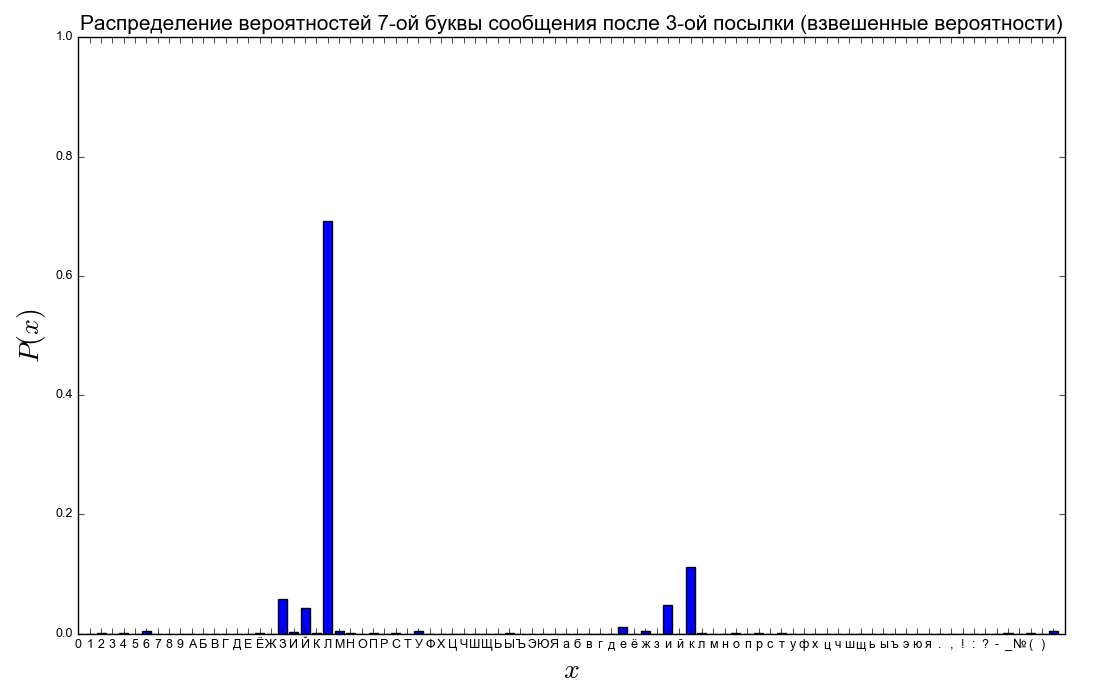 Распределение вероятностей 7-ой буквы сообщения после 3-ой посылки (взвешенные вероятности)
1.0
0.8
0.6
0.4
0.2
0.0
P(x)
0 1 2 3 4 5 6 7 8 9 А Б В Г Д Е Ё Ж З И Й К Л М Н О П Р С Т У Ф Х Ц Ч Ш Щ Ь Ы Ъ Э Ю Я а б в г д е ё ж з и й к л м н о п р с т у ф х ц ч ш щ ь ы ъ э ю я . , ! : ? - _ № ( )
x